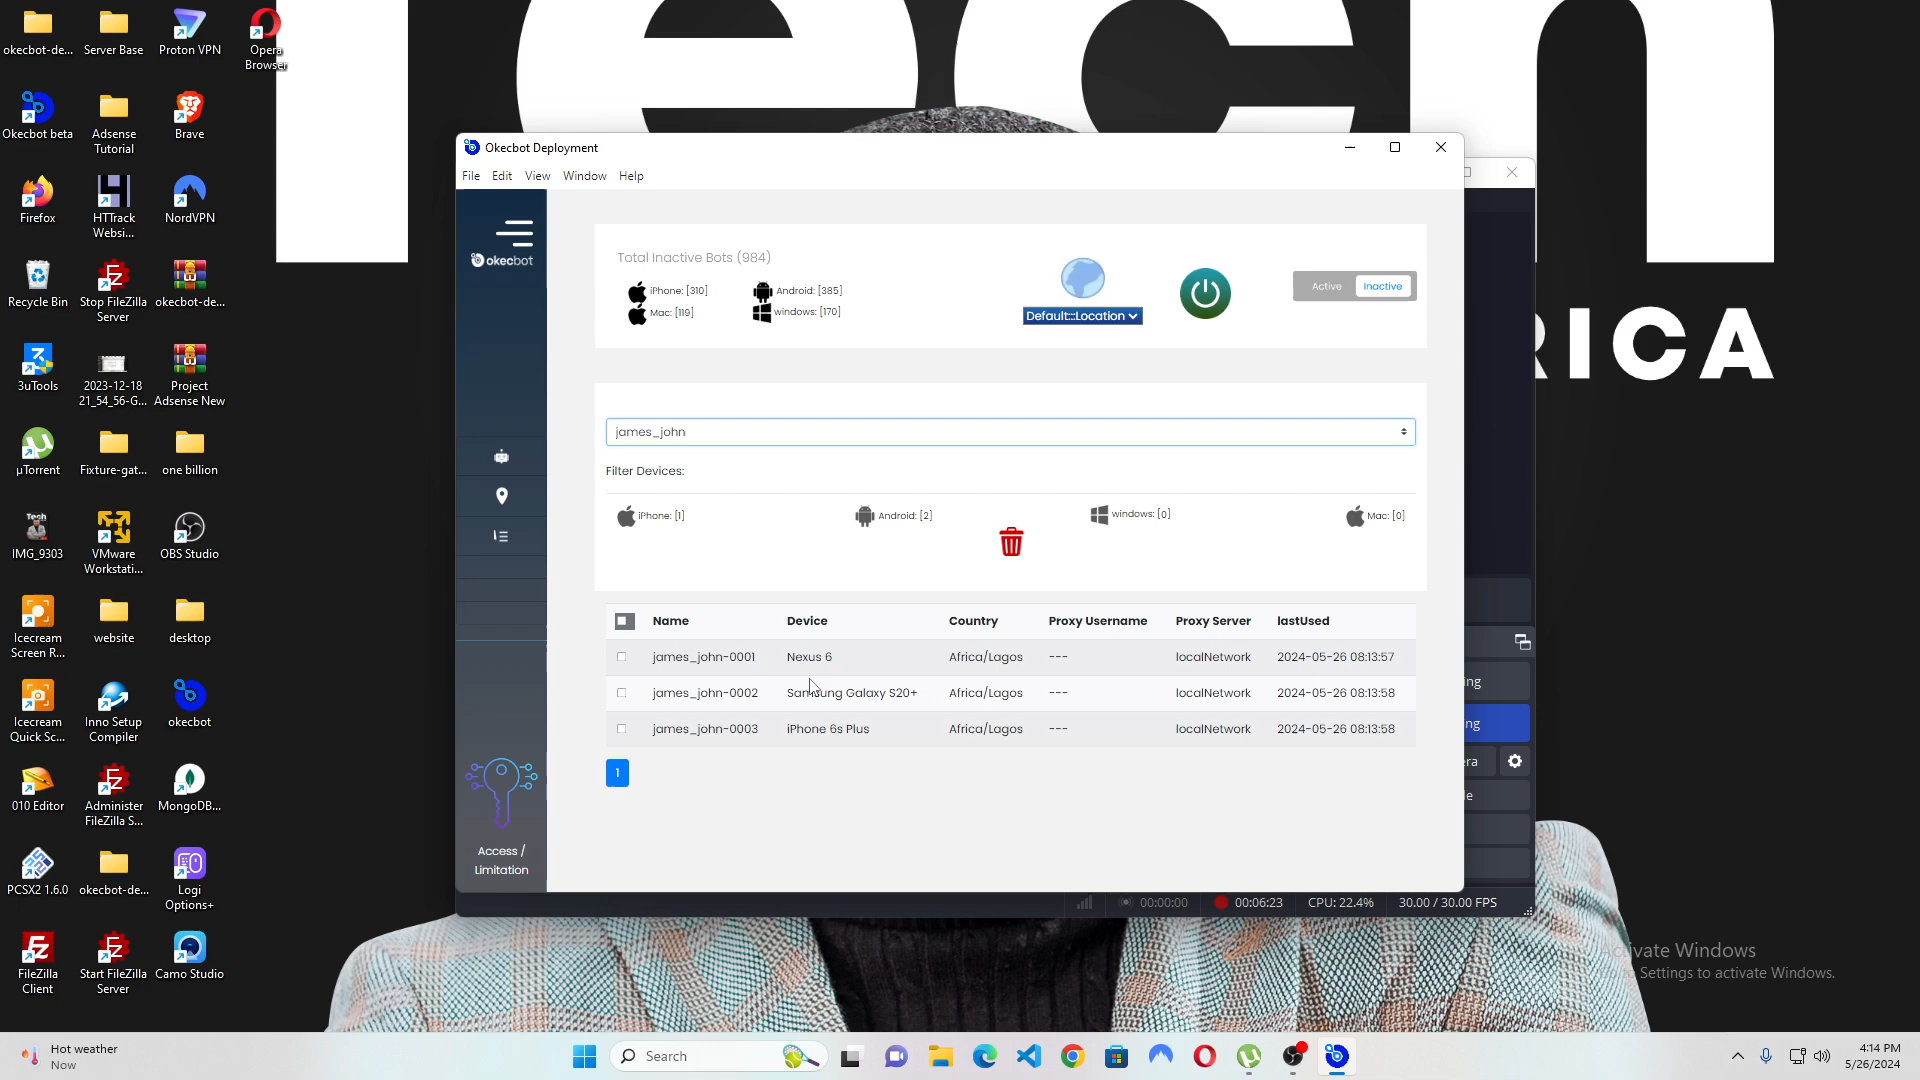 Tech
RICA
okecbot-de...
Server Base
Proton VPN
Opera
Browser
Okecbot beta
Adsense
Tutorial
Brave
Firefox
HTTrack
Websi...
NordVPN
Recycle Bin
Stop FileZilla
Server
okecbot-de...
3uTools
2023-12-18
21_54_56-G...
Project
Adsense New
µTorrent
Fixture-gat...
one billion
IMG_9303
VMware
Workstati...
OBS Studio
Icecream
Screen R...
website
desktop
Icecream
Quick Sc...
Inno Setup
Compiler
okecbot
010 Editor
Administer
FileZilla S...
MongoDB...
PCSX2 1.6.0
okecbot-de...
Logi
Options+
FileZilla
Client
Start FileZilla
Server
Camo Studio
Okecbot Deployment
File Edit View Window Help
okecbot
Total Inactive Bots (984)
iPhone: [310]
Android: [385]
Mac: [119]
windows: [170]
Default:::Location
Active Inactive
james_john
Filter Devices:
iPhone: [1]
Android: [2]
windows: [0]
Mac: [0]
Name Device Country Proxy Username Proxy Server lastUsed
james_john-0001 Nexus 6 Africa/Lagos --- localNetwork 2024-05-26 08:13:57
james_john-0002 Samsung Galaxy S20+ Africa/Lagos --- localNetwork 2024-05-26 08:13:58
james_john-0003 iPhone 6s Plus Africa/Lagos --- localNetwork 2024-05-26 08:13:58
1
Access /
Limitation
00:00:00 00:06:23 CPU: 22.4% 30.00 / 30.00 FPS
ivate Windows
Settings to activate Windows.
Hot weather
Now
Search
4:14 PM
5/26/2024